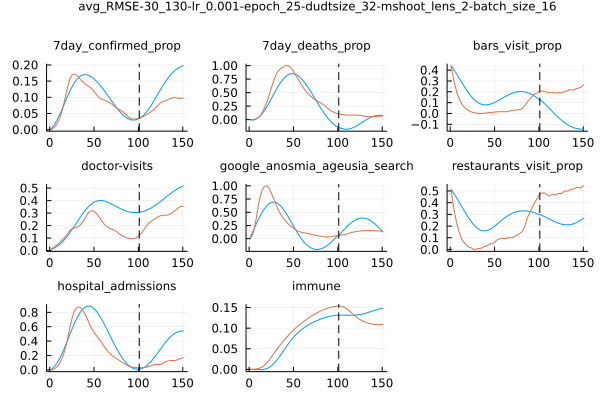 avg_RMSE-30_130-lr_0.001-epoch_25-dudtsize_32-mshoot_lens_2-batch_size_16
7day_confirmed_prop 7day_deaths_prop bars_visit_prop
0.20 1.00 0.4
0.15 0.75 0.3
0.10 0.50 0.2
0.05 0.25 0.1
0.00 0.00 0.0
−0.1
0 50 100 150 0 50 100 150 0 50 100 150
doctor-visits google_anosmia_ageusia_search restaurants_visit_prop
0.5 1.00 0.5
0.4 0.75 0.4
0.3 0.50 0.3
0.2 0.25 0.2
0.1 0.00 0.1
0.0 0.0
0 50 100 150 0 50 100 150 0 50 100 150
hospital_admissions immune
0.8 0.15
0.6 0.10
0.4 0.05
0.2 0.00
0.0
0 50 100 150 0 50 100 150